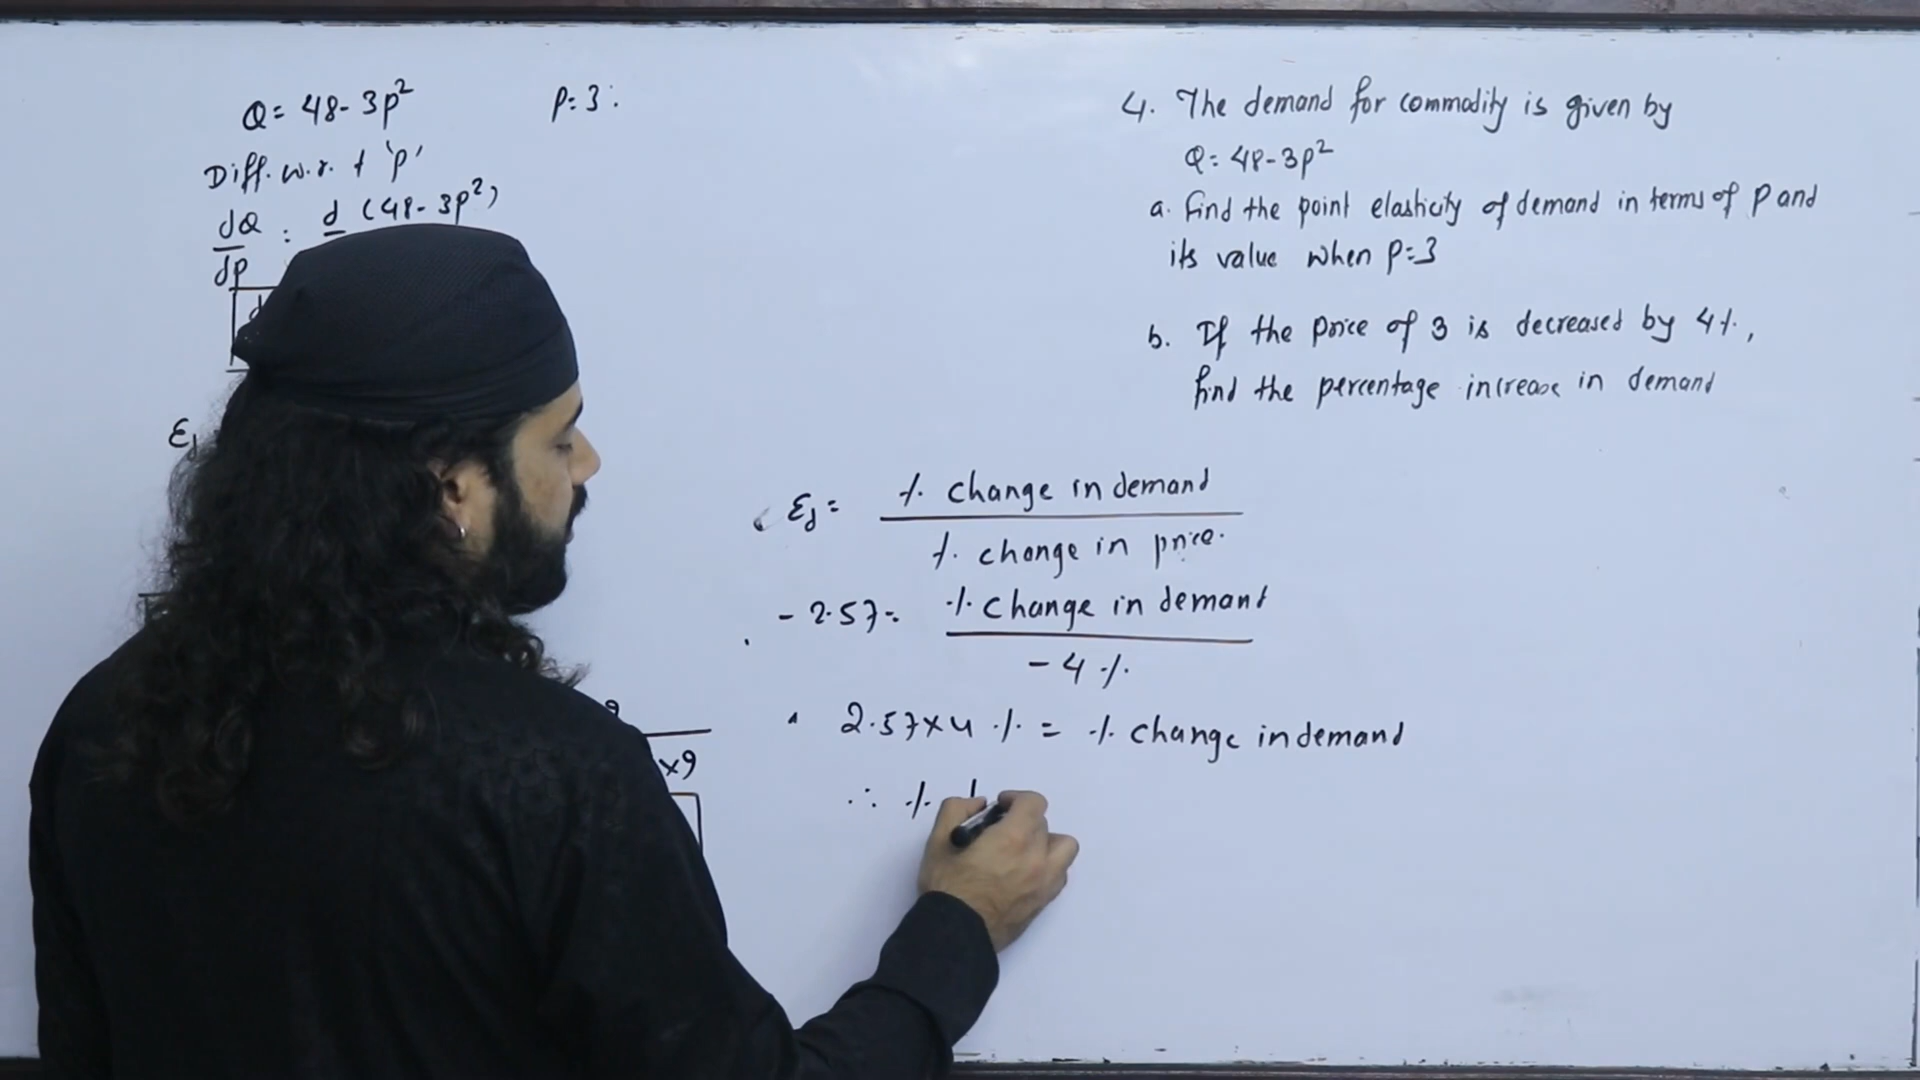 Q = 48 - 3p² P = 3 :
Diff. w.r.t 'p'
dQ/dp : d (48 - 3p²)
Ed
x9
4. The demand for commodity is given by
Q = 48 - 3p²
a. find the point elasticity of demand in terms of P and
its value when P = 3
b. If the price of 3 is decreased by 4%,
find the percentage increase in demand
Ed = % change in demand
% change in price.
- 2.57 = % change in demand
- 4 %
2.57 x 4 % = % change in demand
∴ %